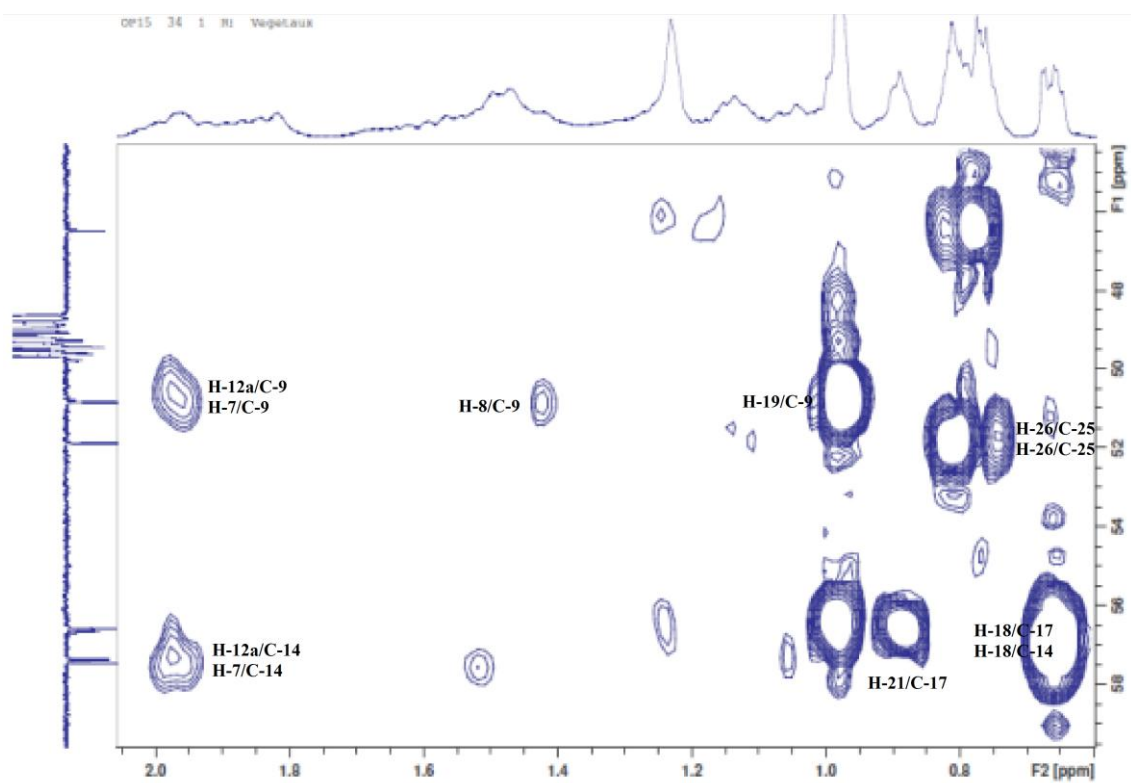 OP15 34 1 M: Vegetaux
F1 [ppm]
48
50
H-12a/C-9
H-7/C-9
H-8/C-9
H-19/C-9
H-26/C-25
H-26/C-25
52
54
56
H-12a/C-14
H-7/C-14
H-18/C-17
H-18/C-14
H-21/C-17
58
2.0 1.8 1.6 1.4 1.2 1.0 0.8 F2 [ppm]